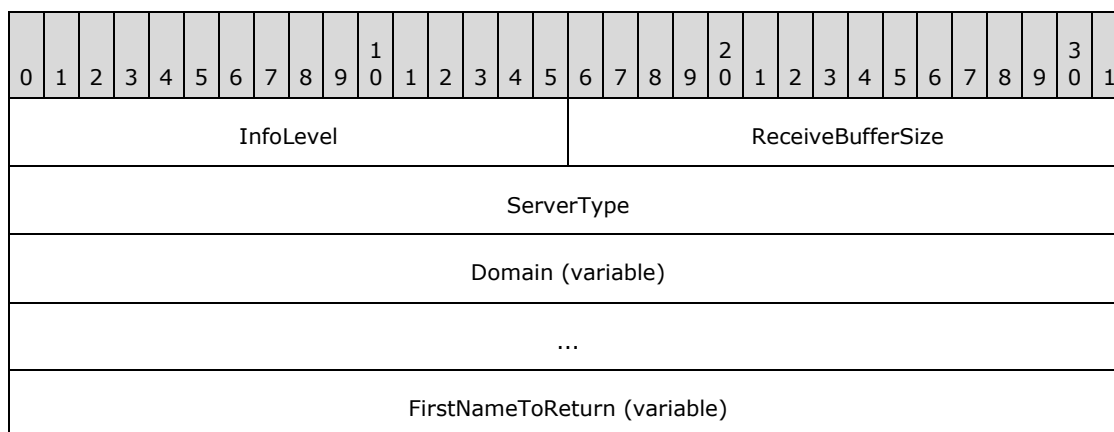 1 2 3
0 1 2 3 4 5 6 7 8 9 0 1 2 3 4 5 6 7 8 9 0 1 2 3 4 5 6 7 8 9 0 1
InfoLevel ReceiveBufferSize
ServerType
Domain (variable)
...
FirstNameToReturn (variable)